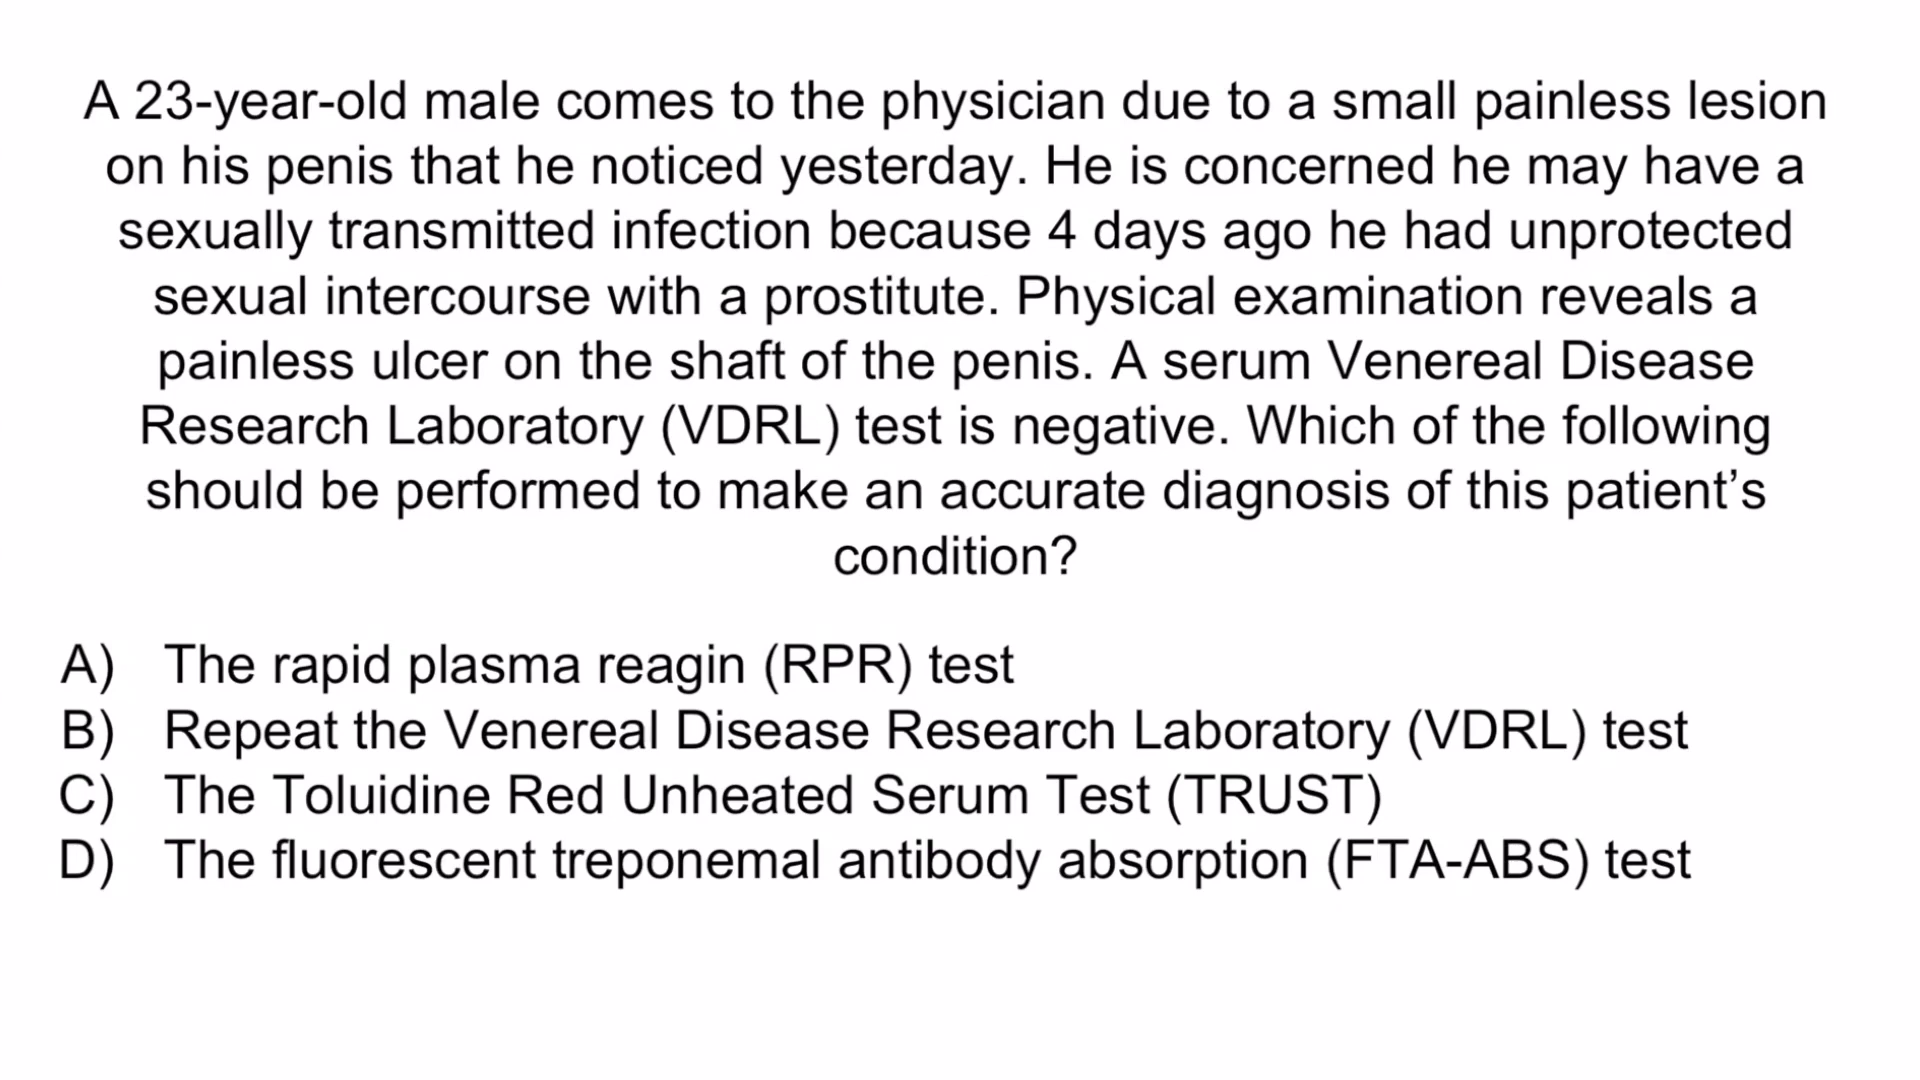 A 23-year-old male comes to the physician due to a small painless lesion
on his penis that he noticed yesterday. He is concerned he may have a
sexually transmitted infection because 4 days ago he had unprotected
sexual intercourse with a prostitute. Physical examination reveals a
painless ulcer on the shaft of the penis. A serum Venereal Disease
Research Laboratory (VDRL) test is negative. Which of the following
should be performed to make an accurate diagnosis of this patient’s
condition?
A) The rapid plasma reagin (RPR) test
B) Repeat the Venereal Disease Research Laboratory (VDRL) test
C) The Toluidine Red Unheated Serum Test (TRUST)
D) The fluorescent treponemal antibody absorption (FTA-ABS) test